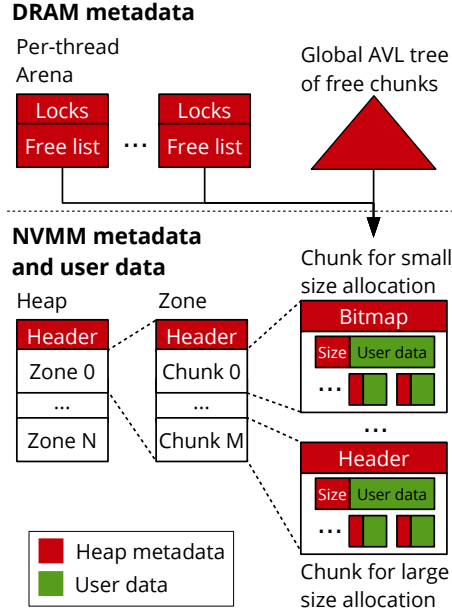 DRAM metadata
Per-thread
Arena
Global AVL tree
of free chunks
Locks
Free list
...
Locks
Free list
NVMM metadata
and user data
Heap
Header
Zone 0
...
Zone N
Zone
Header
Chunk 0
...
Chunk M
Chunk for small
size allocation
Bitmap
Size User data
...
...
Header
Size User data
...
Chunk for large
size allocation
Heap metadata
User data